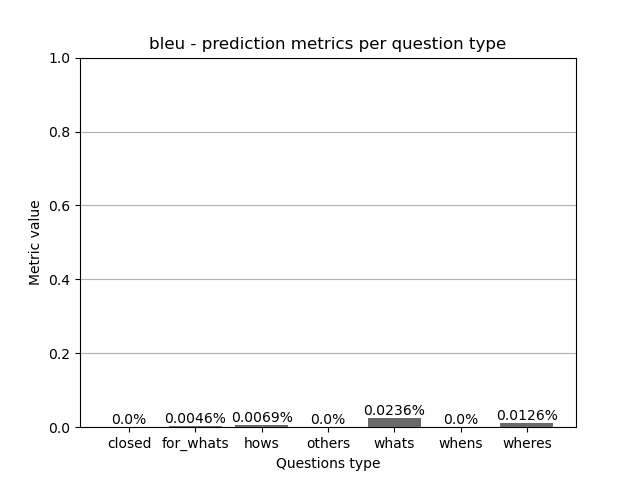 bleu - prediction metrics per question type
1.0
0.8
0.6
0.4
0.2
0.0
Metric value
0.0% 0.0046% 0.0069% 0.0% 0.0236% 0.0% 0.0126%
closed for_whats hows others whats whens wheres
Questions type